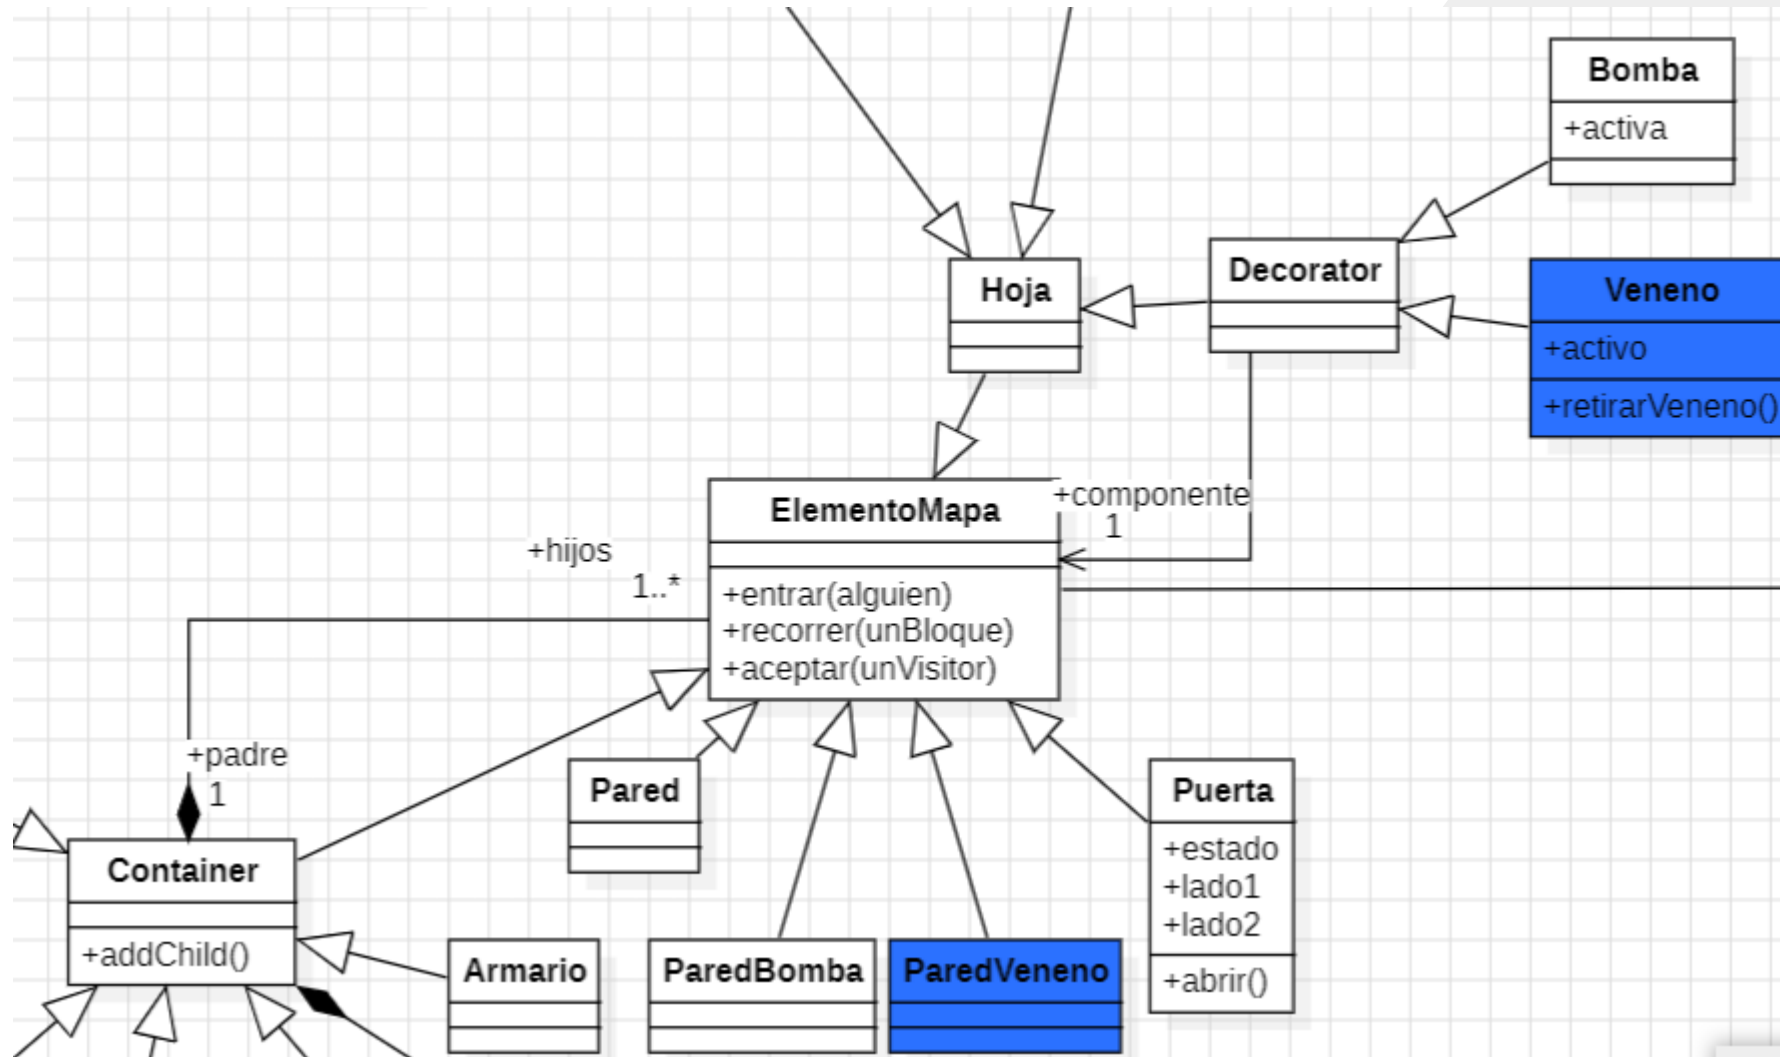 Bomba
+activa
Hoja
Decorator
Veneno
+activo
+retirarVeneno()
ElementoMapa
+entrar(alguien)
+recorrer(unBloque)
+aceptar(unVisitor)
+componente
1
+hijos
1..*
+padre
1
Container
+addChild()
Pared
Puerta
+estado
+lado1
+lado2
+abrir()
Armario
ParedBomba
ParedVeneno